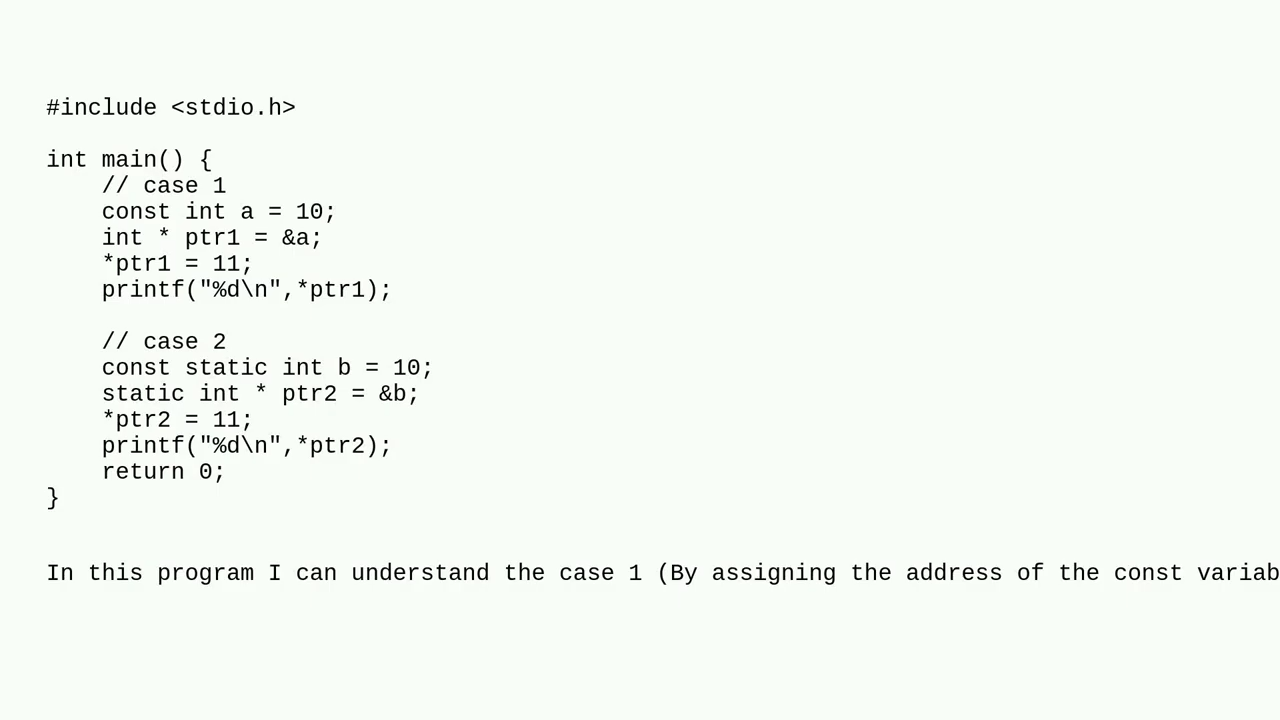 #include <stdio.h>

int main() {
    // case 1
    const int a = 10;
    int * ptr1 = &a;
    *ptr1 = 11;
    printf("%d\n",*ptr1);

    // case 2
    const static int b = 10;
    static int * ptr2 = &b;
    *ptr2 = 11;
    printf("%d\n",*ptr2);
    return 0;
}

In this program I can understand the case 1 (By assigning the address of the const